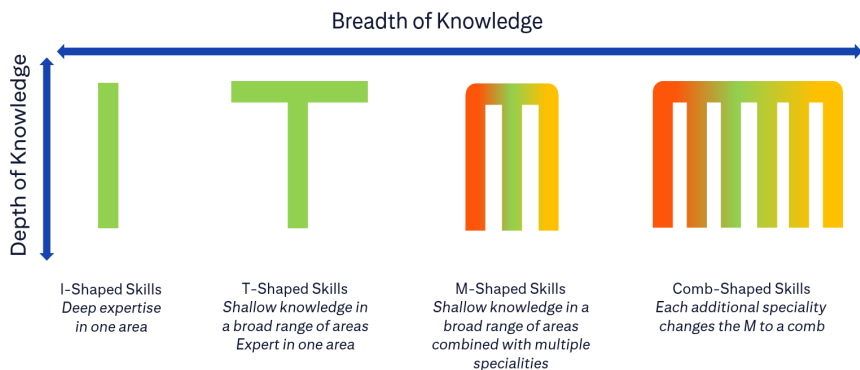 Breadth of Knowledge
Depth of Knowledge
I-Shaped Skills
Deep expertise
in one area
T-Shaped Skills
Shallow knowledge in
a broad range of areas
Expert in one area
M-Shaped Skills
Shallow knowledge in a
broad range of areas
combined with multiple
specialities
Comb-Shaped Skills
Each additional speciality
changes the M to a comb